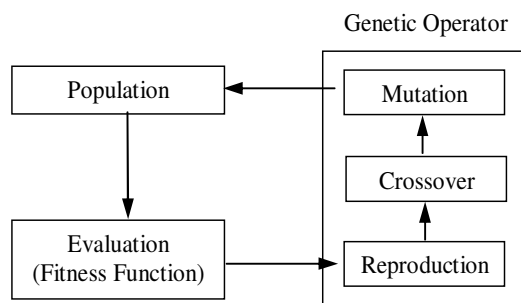 Genetic Operator
Population
Mutation
Crossover
Evaluation
(Fitness Function)
Reproduction